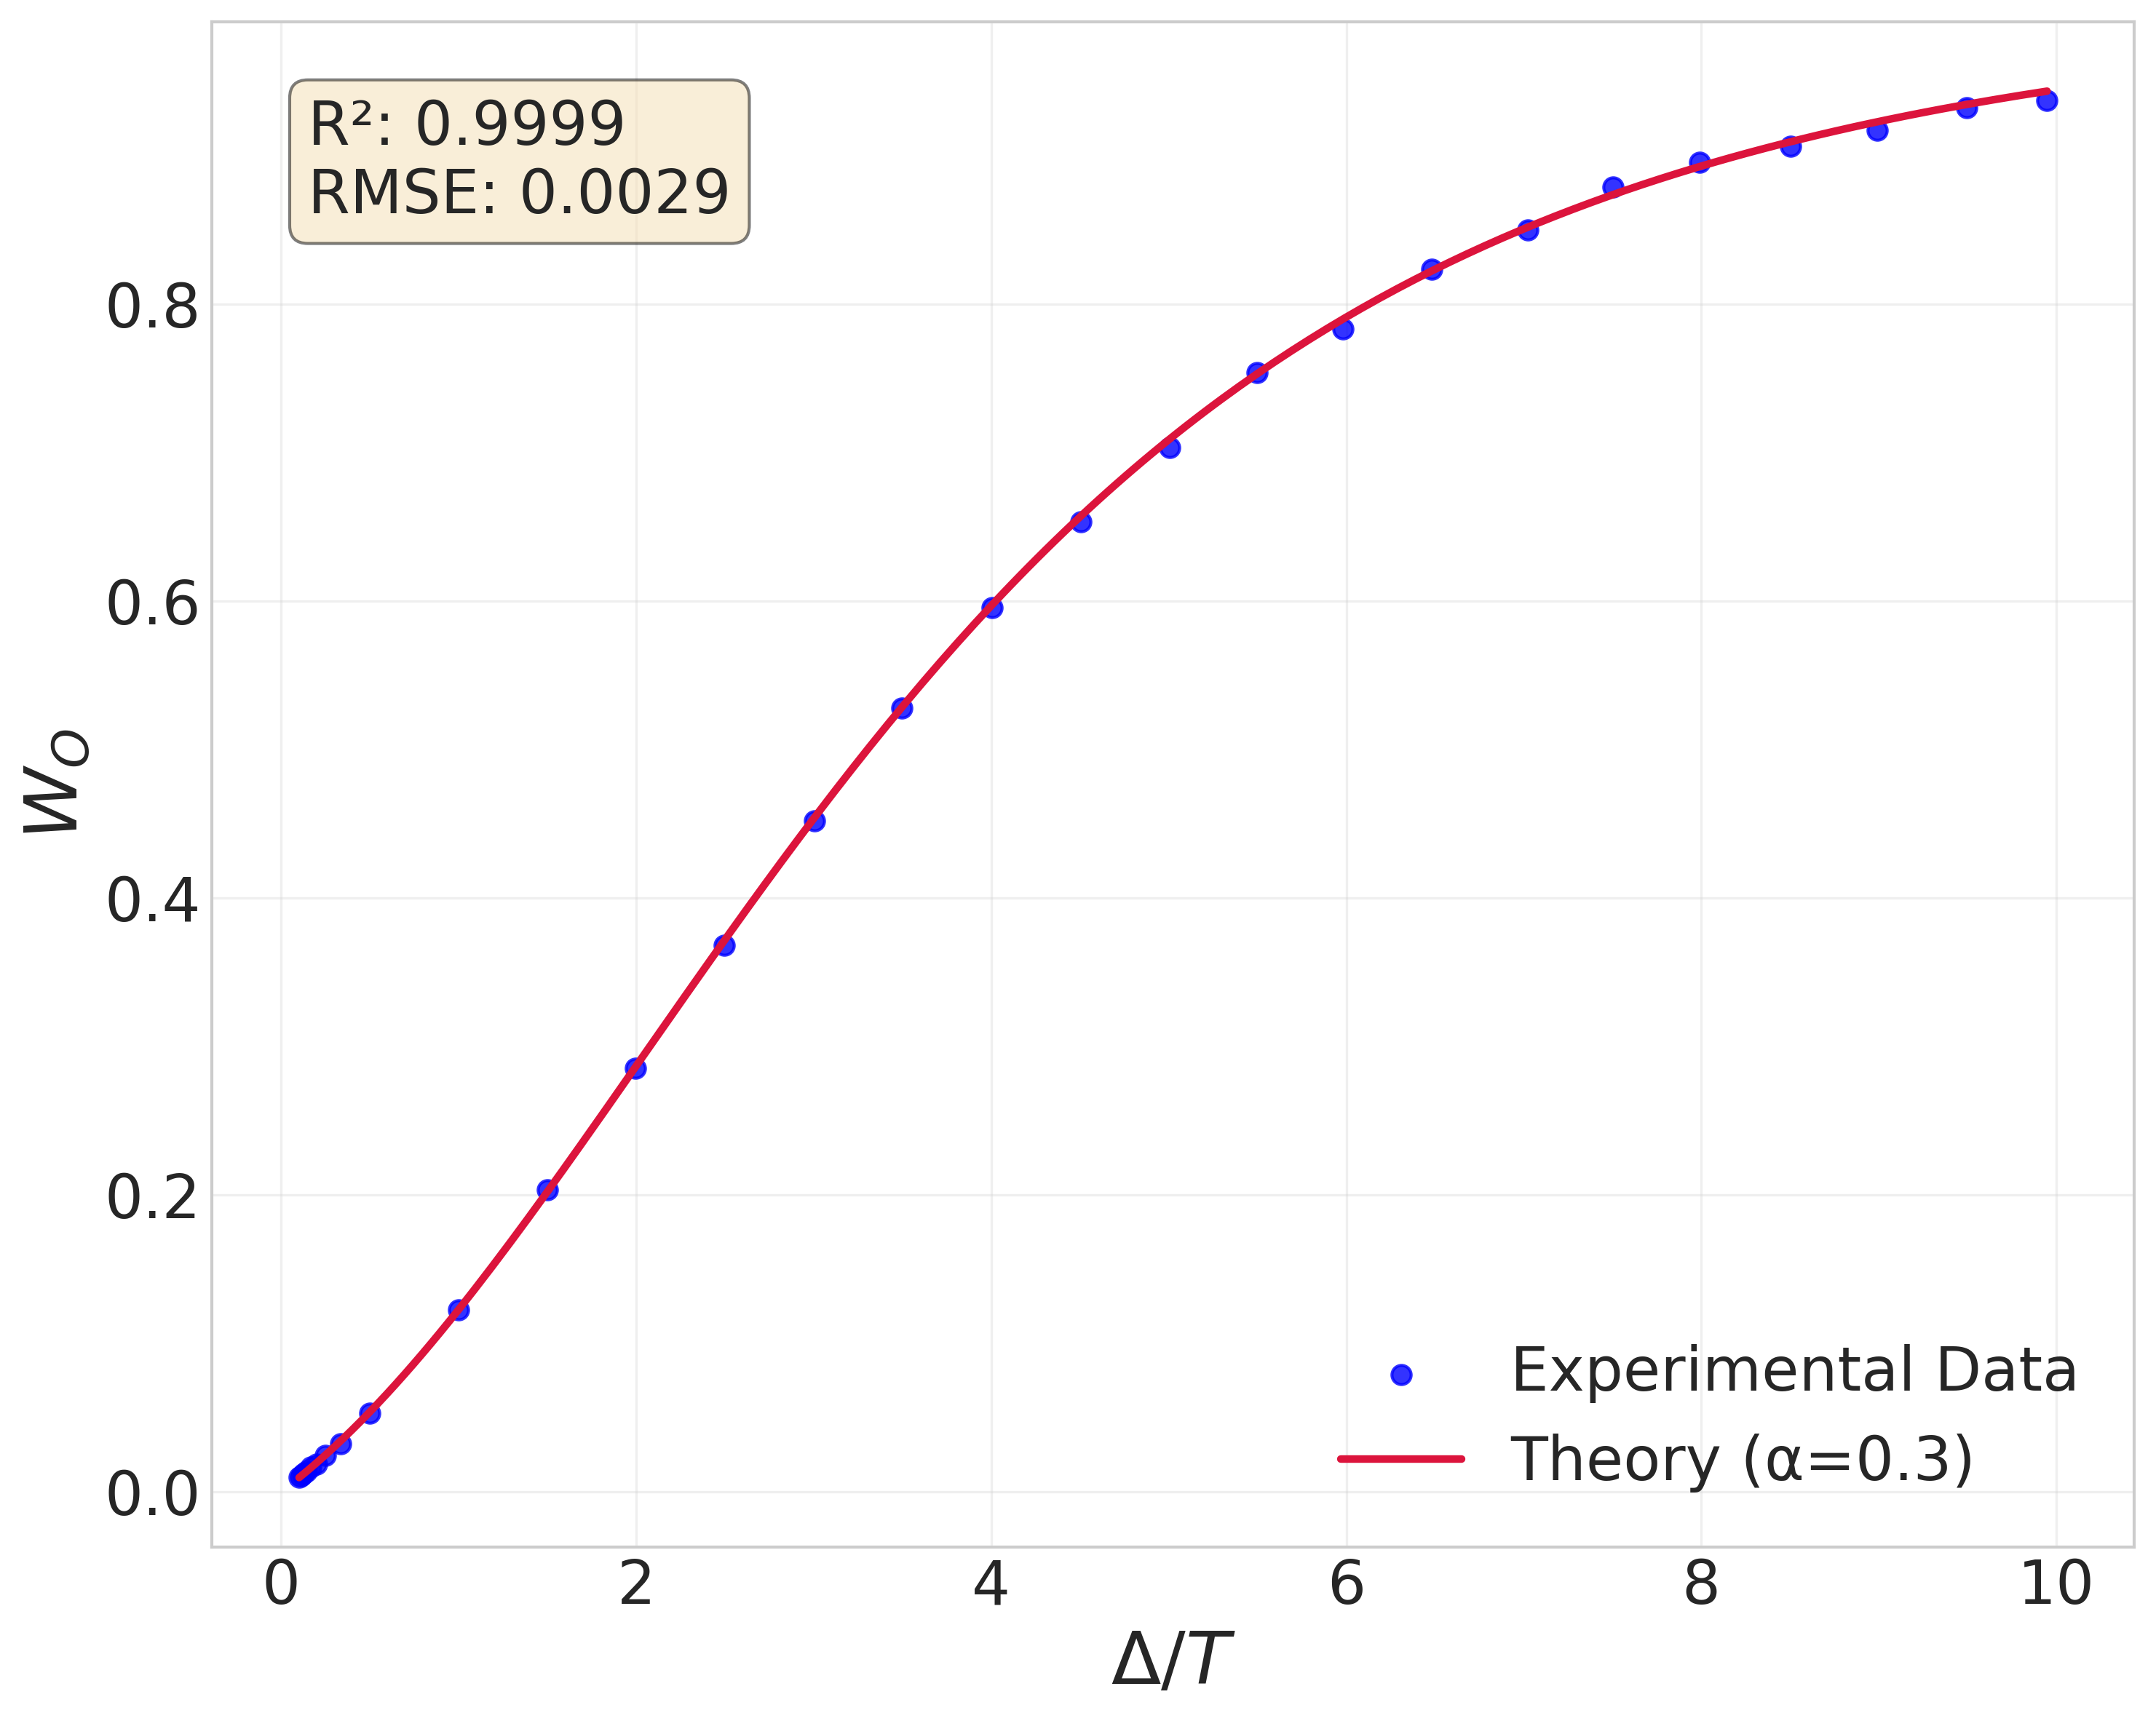 R²: 0.9999
RMSE: 0.0029
0.8
0.6
0.4
0.2
0.0
W_O
Experimental Data
Theory (α=0.3)
0 2 4 6 8 10
Δ/T